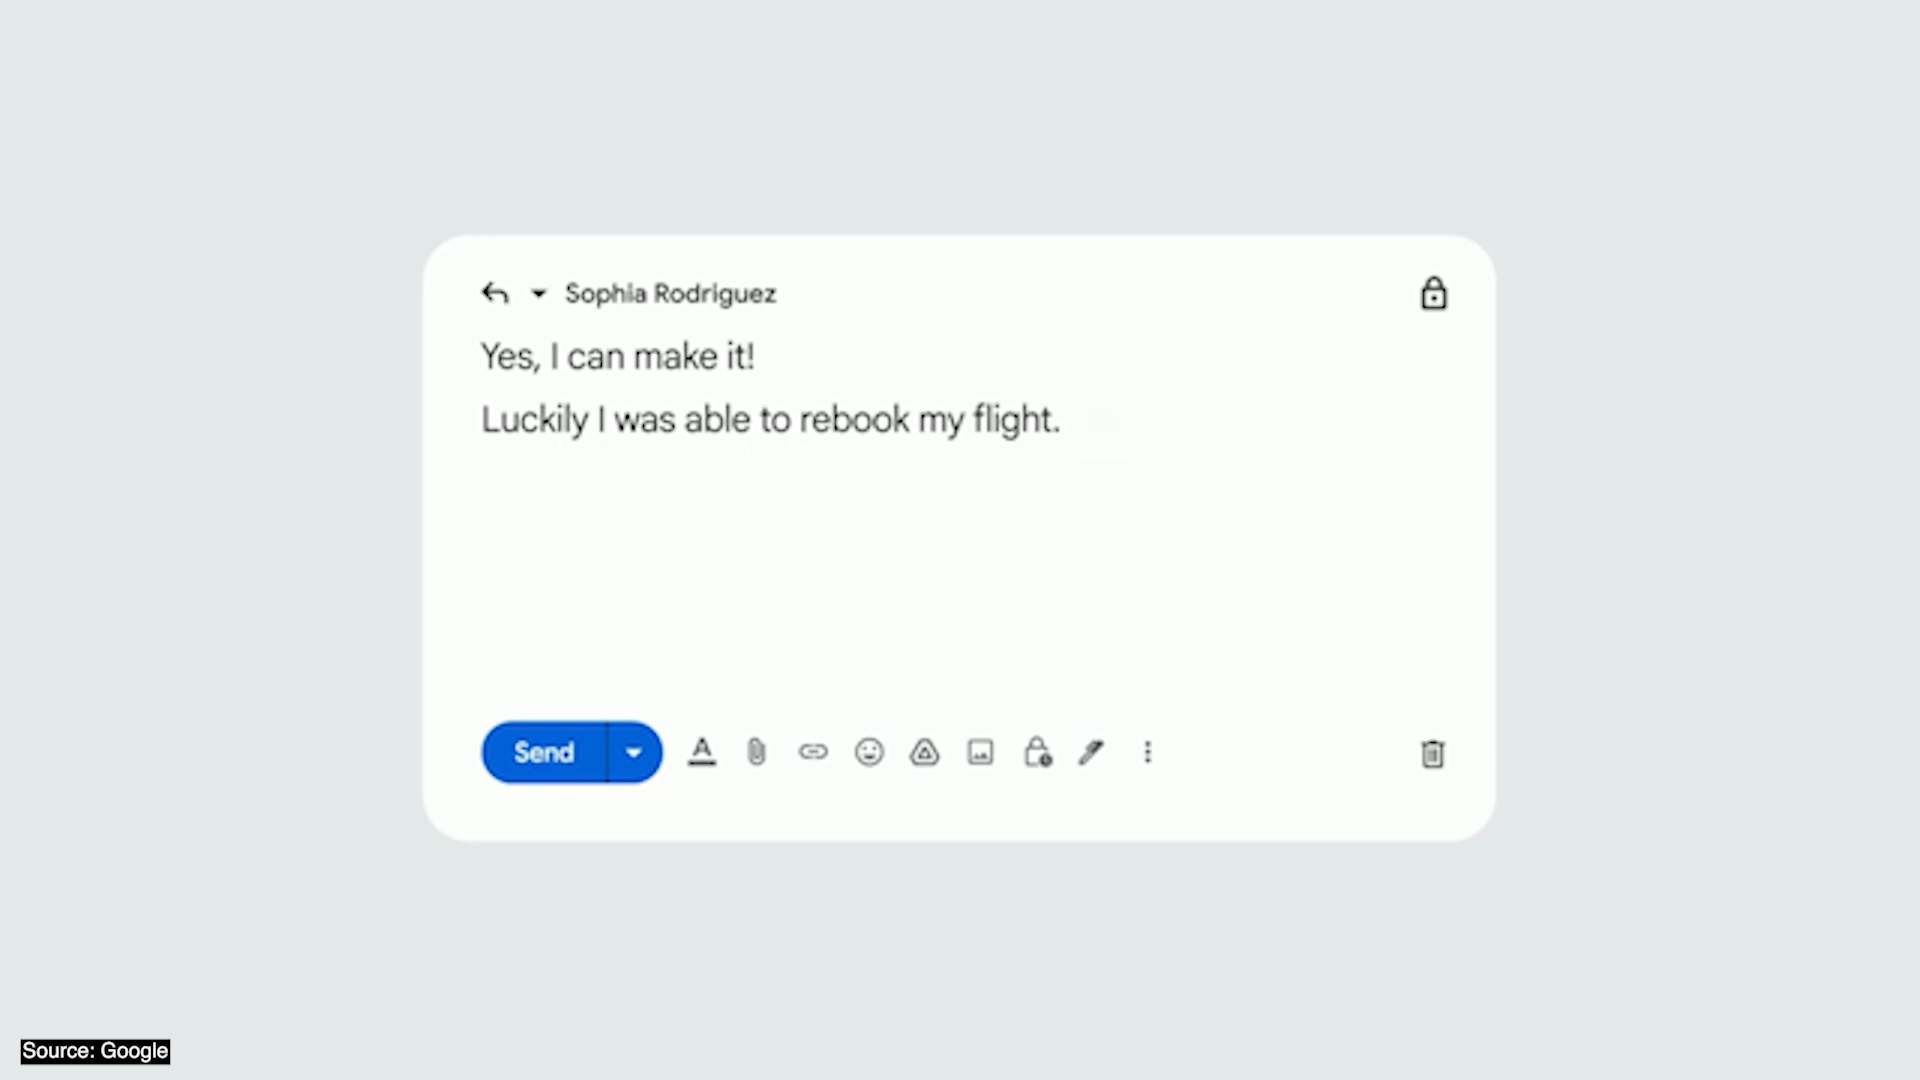 Sophia Rodriguez
Yes, I can make it!
Luckily I was able to rebook my flight.
Send
Source: Google